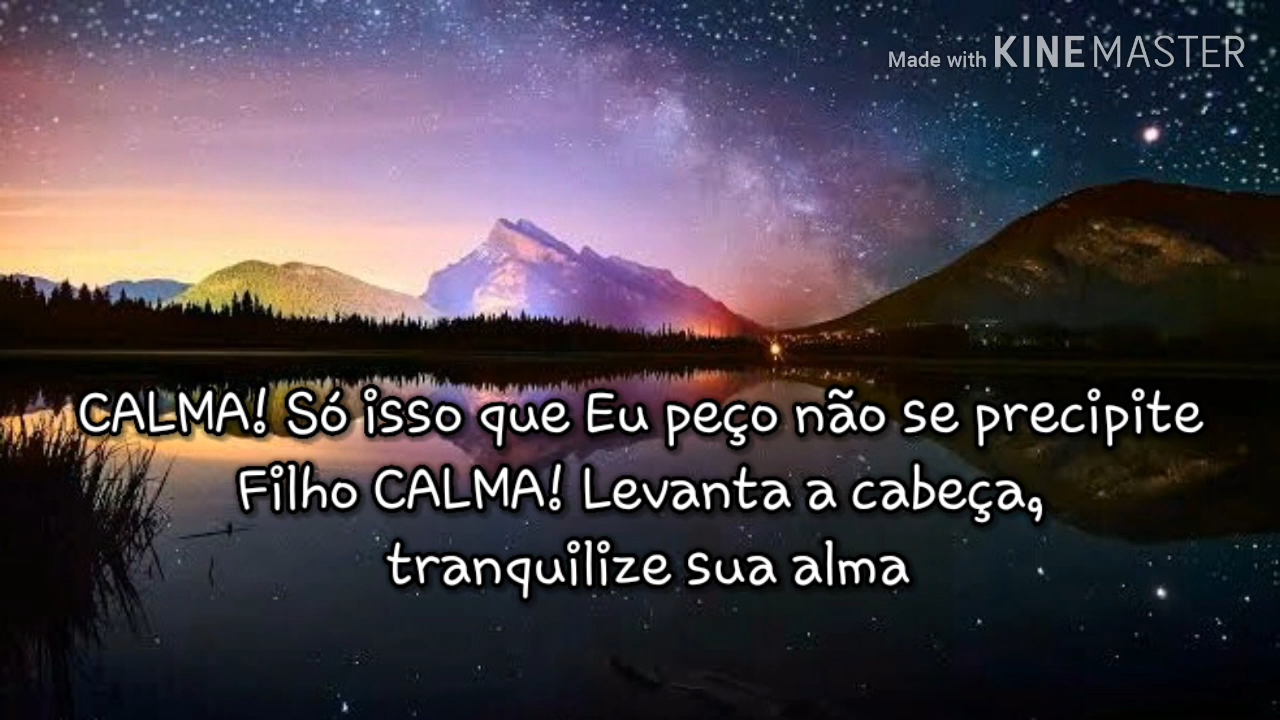 Made with KINEMASTER
CALMA! Só isso que Eu peço não se precipite
Filho CALMA! Levanta a cabeça,
tranquilize sua alma